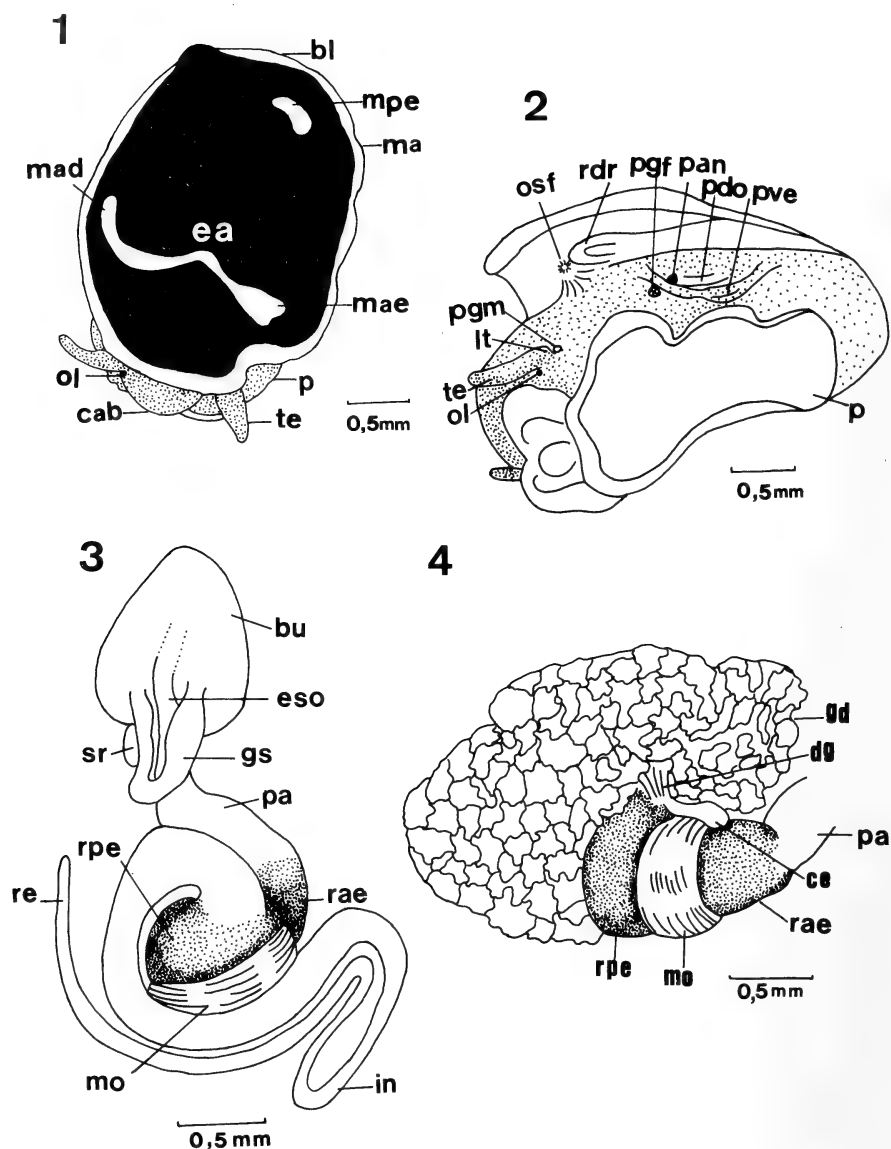 1
bl
mpe
ma
mad
ea
mae
ol
cab
p
te
0,5mm
2
osf
rdr
pgf pan
pdo pve
pgm
lt
te
ol
p
0,5mm
3
bu
eso
sr
gs
pa
rpe
re
rae
mo
in
0,5mm
4
gd
dg
pa
ce
rae
rpe
mo
0,5mm